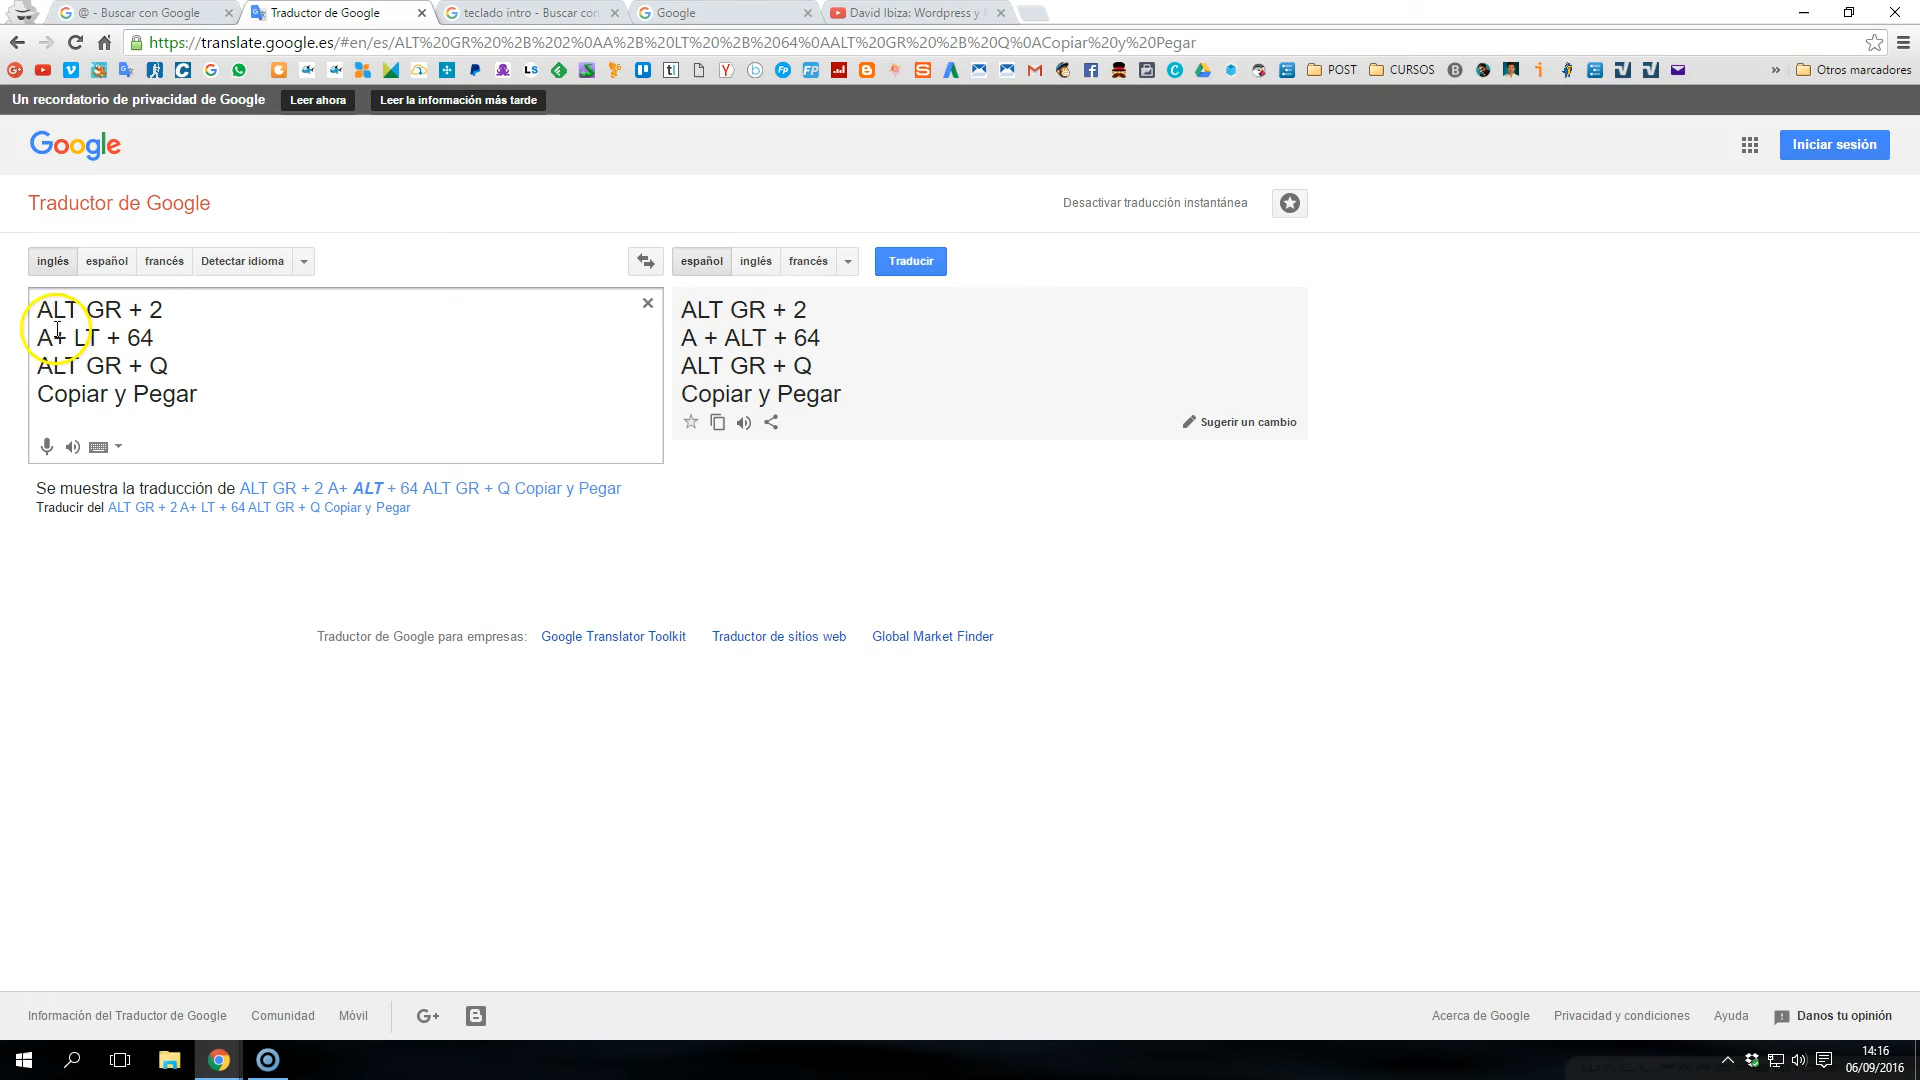 @ - Buscar con Google
Traductor de Google
teclado intro - Buscar con
Google
David Ibiza: Wordpress y
https://translate.google.es/#en/es/ALT%20GR%20%2B%202%0AA%2B%20LT%20%2B%2064%0AALT%20GR%20%2B%20Q%0ACopiar%20y%20Pegar
POST
CURSOS
Otros marcadores
Un recordatorio de privacidad de Google
Leer ahora
Leer la información más tarde
Google
Iniciar sesión
Traductor de Google
Desactivar traducción instantánea
inglés español francés Detectar idioma
español inglés francés
Traducir
ALT GR + 2
A+ LT + 64
ALT GR + Q
Copiar y Pegar
ALT GR + 2
A + ALT + 64
ALT GR + Q
Copiar y Pegar
Sugerir un cambio
Se muestra la traducción de ALT GR + 2 A+ ALT + 64 ALT GR + Q Copiar y Pegar
Traducir del ALT GR + 2 A+ LT + 64 ALT GR + Q Copiar y Pegar
Traductor de Google para empresas: Google Translator Toolkit Traductor de sitios web Global Market Finder
Información del Traductor de Google Comunidad Móvil
Acerca de Google Privacidad y condiciones Ayuda Danos tu opinión
14:16
06/09/2016